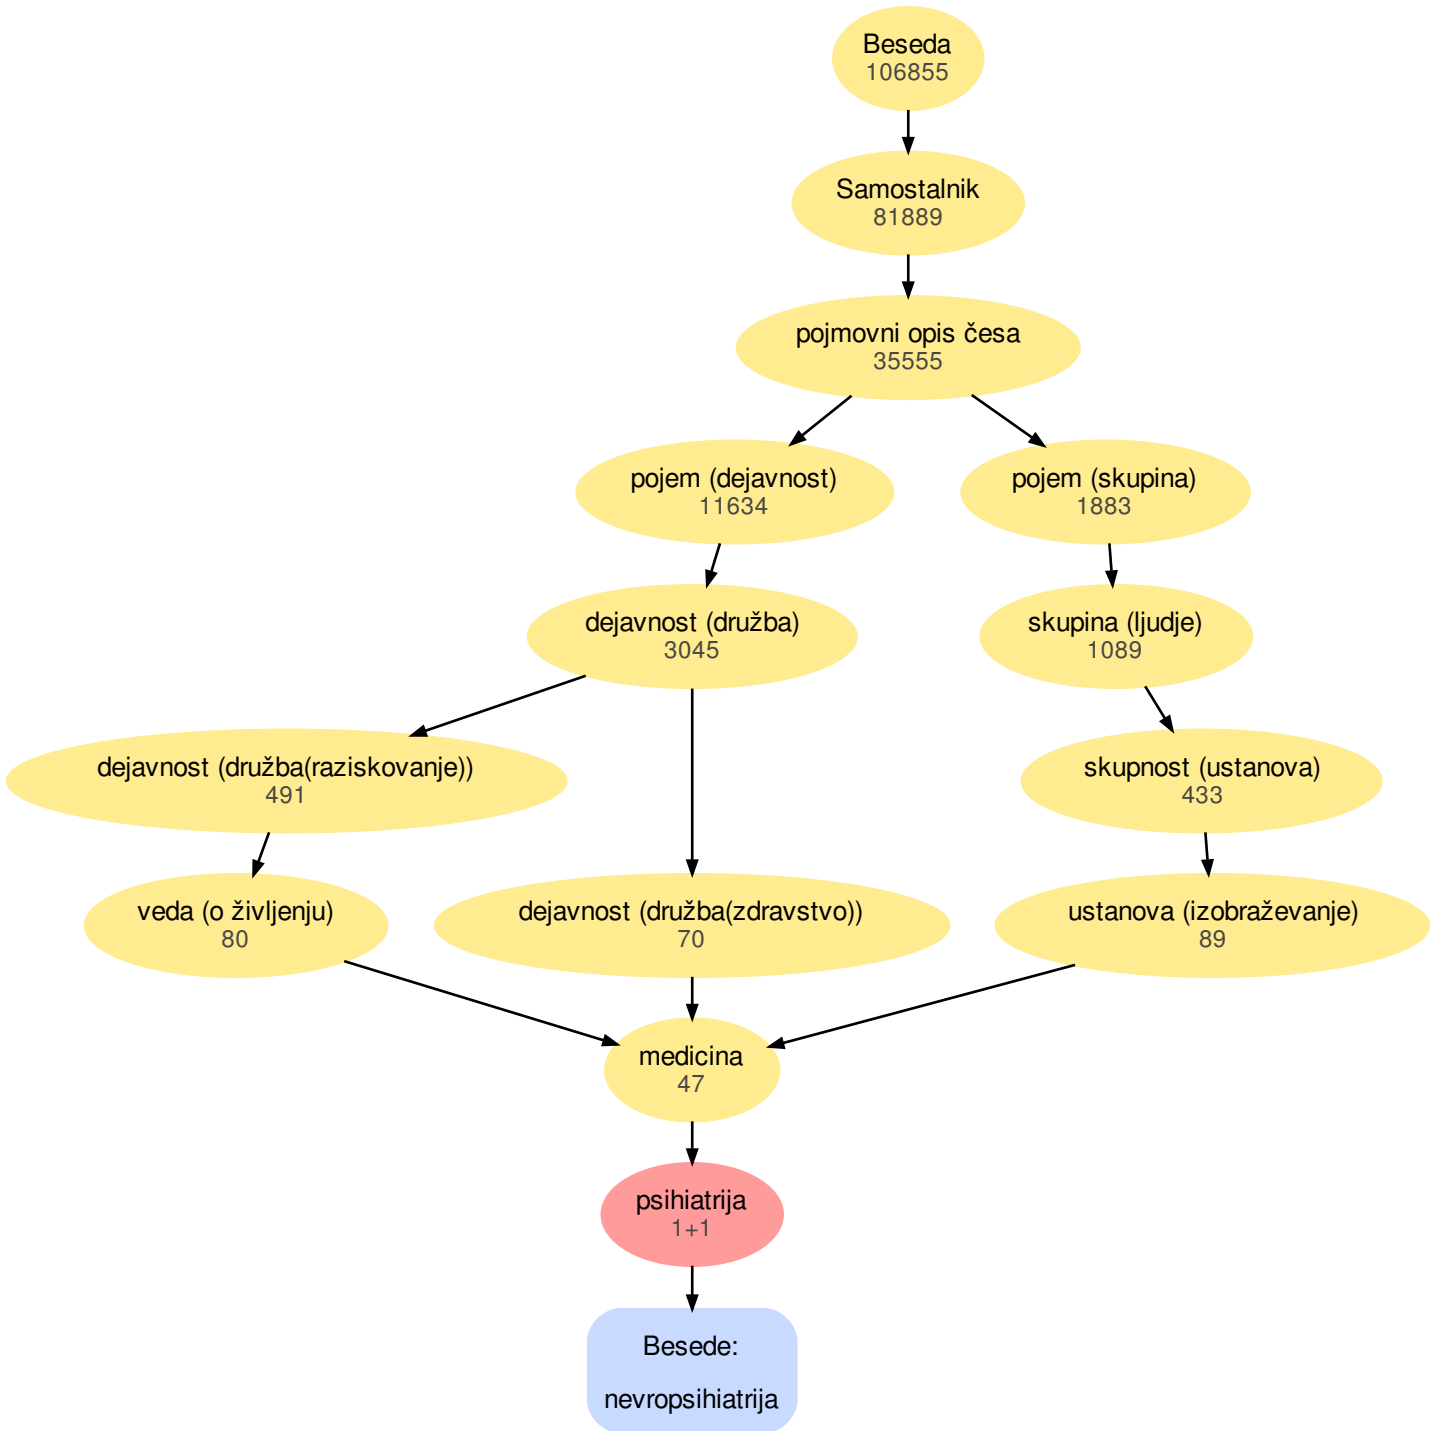 Beseda
106855
Samostalnik
81889
pojmovni opis česa
35555
pojem (dejavnost)
11634
pojem (skupina)
1883
dejavnost (družba)
3045
skupina (ljudje)
1089
dejavnost (družba(raziskovanje))
491
skupnost (ustanova)
433
veda (o življenju)
80
dejavnost (družba(zdravstvo))
70
ustanova (izobraževanje)
89
medicina
47
psihiatrija
1+1
Besede:
nevropsihiatrija